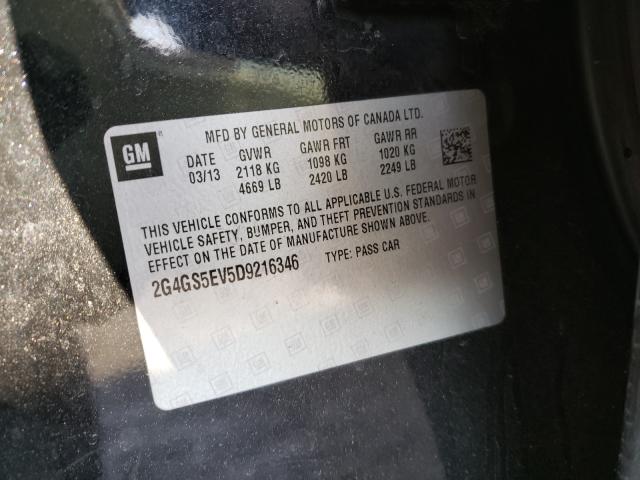 GM
MFD BY GENERAL MOTORS OF CANADA LTD.
DATE GVWR GAWR FRT GAWR RR
03/13 2118 KG 1098 KG 1020 KG
4669 LB 2420 LB 2249 LB
THIS VEHICLE CONFORMS TO ALL APPLICABLE U.S. FEDERAL MOTOR
VEHICLE SAFETY, BUMPER, AND THEFT PREVENTION STANDARDS IN
EFFECT ON THE DATE OF MANUFACTURE SHOWN ABOVE.
2G4GS5EV5D9216346 TYPE: PASS CAR